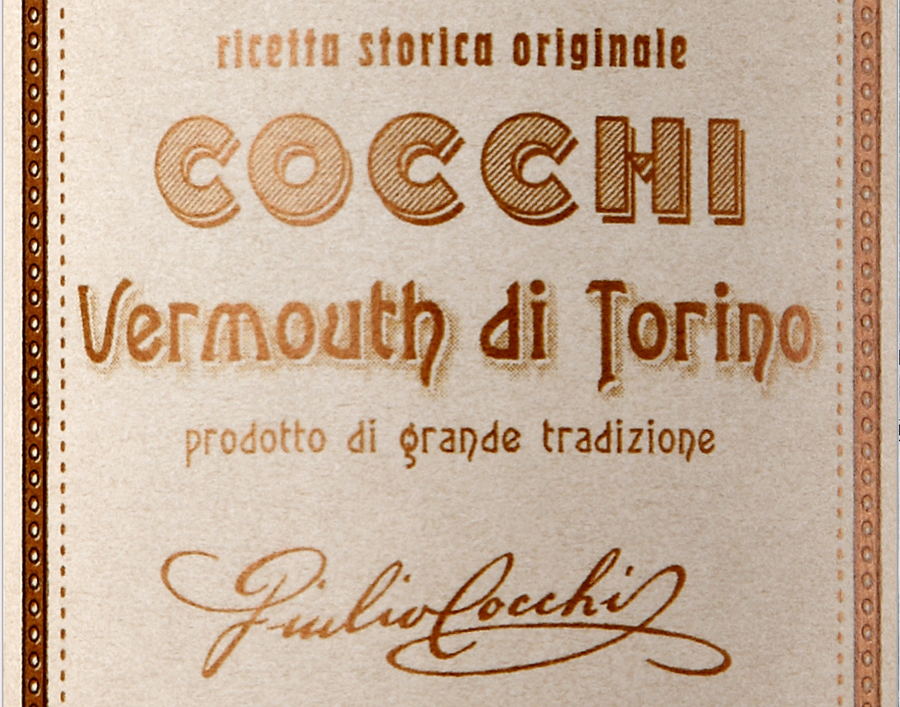 ricetta storica originale
COCCHI
Vermouth di Torino
prodotto di grande tradizione
Giulio Cocchi